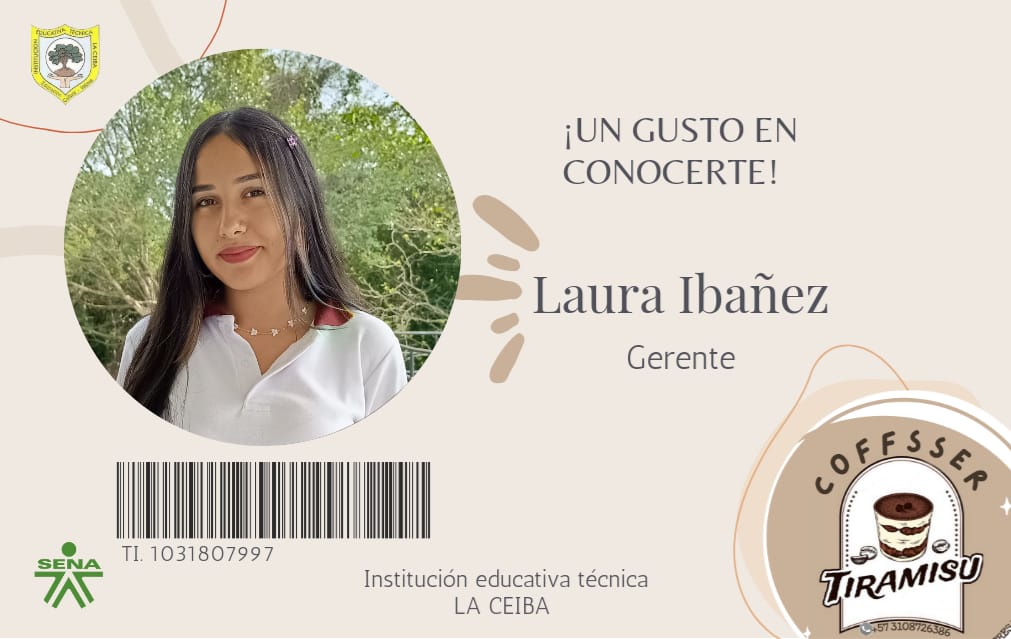 INSTITUCIÓN EDUCATIVA TÉCNICA LA CEIBA
¡UN GUSTO EN
CONOCERTE!
Laura Ibañez
Gerente
COFFSSER
TIRAMISU
+57 3108726386
TI. 1031807997
SENA
Institución educativa técnica
LA CEIBA